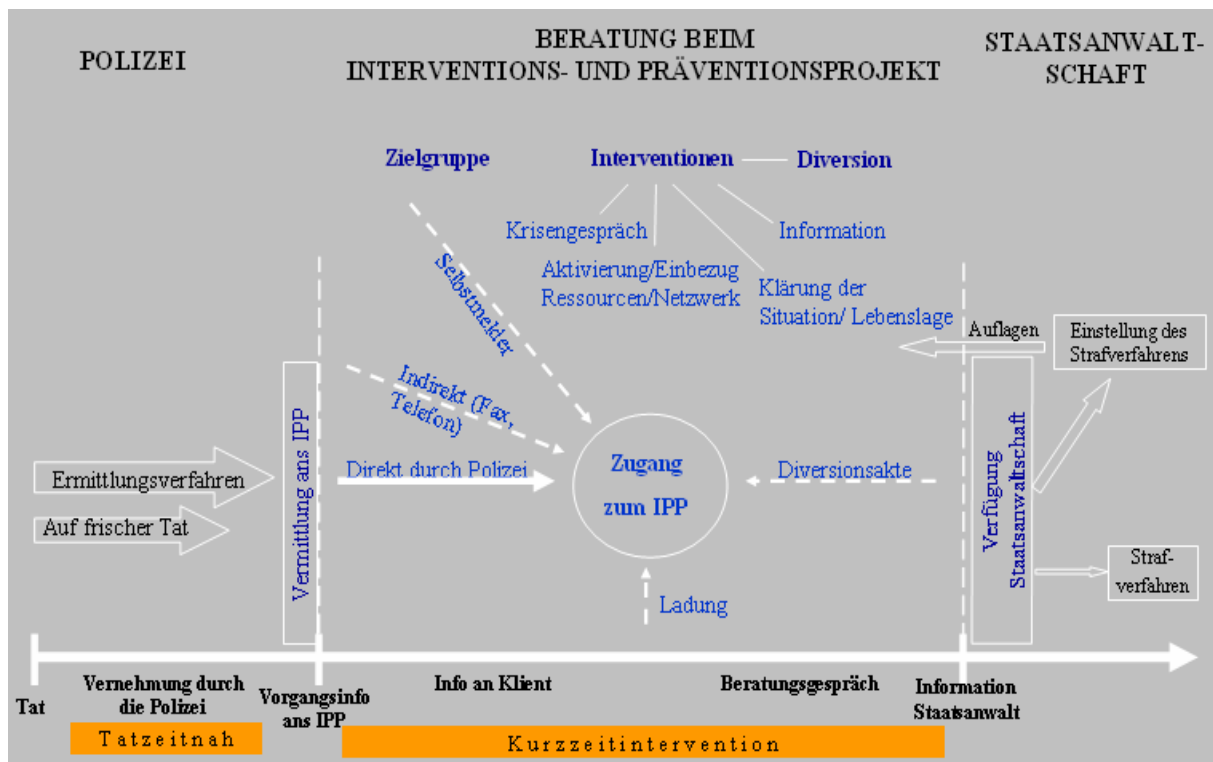 POLIZEI
BERATUNG BEIM
INTERVENTIONS- UND PRÄVENTIONSPROJEKT
STAATSANWALT-
SCHAFT
Zielgruppe
Interventionen
Diversion
Krisengespräch
Information
Aktivierung/Einbezug
Ressourcen/Netzwerk
Klärung der
Situation/ Lebenslage
Selbstmelder
Indirekt (Fax,
Telefon)
Auflagen
Einstellung des
Strafverfahrens
Ermittlungsverfahren
Auf frischer Tat
Vermittlung ans IPP
Direkt durch Polizei
Zugang
zum IPP
Diversionsakte
Verfügung
Staatsanwaltschaft
Straf-
verfahren
Ladung
Tat
Vernehmung durch
die Polizei
Vorgangsinfo
ans IPP
Info an Klient
Beratungsgespräch
Information
Staatsanwalt
Tatzeitnah
Kurzzeitintervention